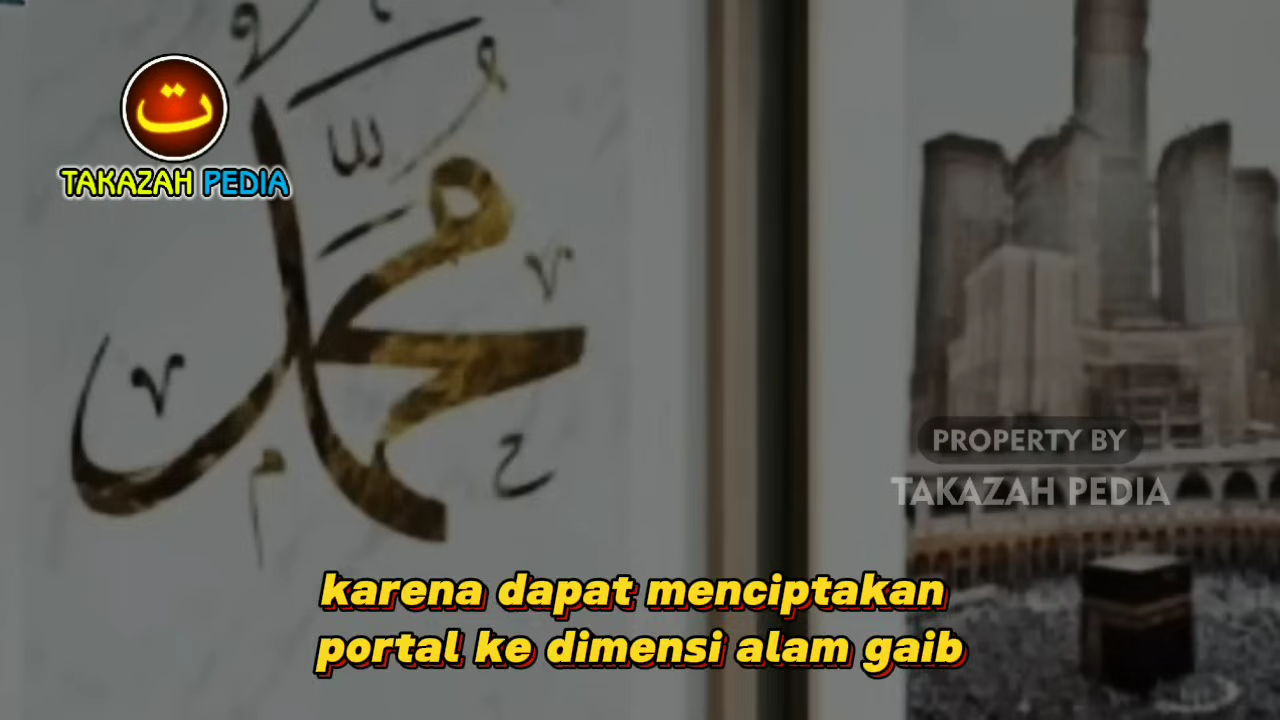 ت
TAKAZAH PEDIA
محمد
PROPERTY BY
TAKAZAH PEDIA
karena dapat menciptakan
portal ke dimensi alam gaib